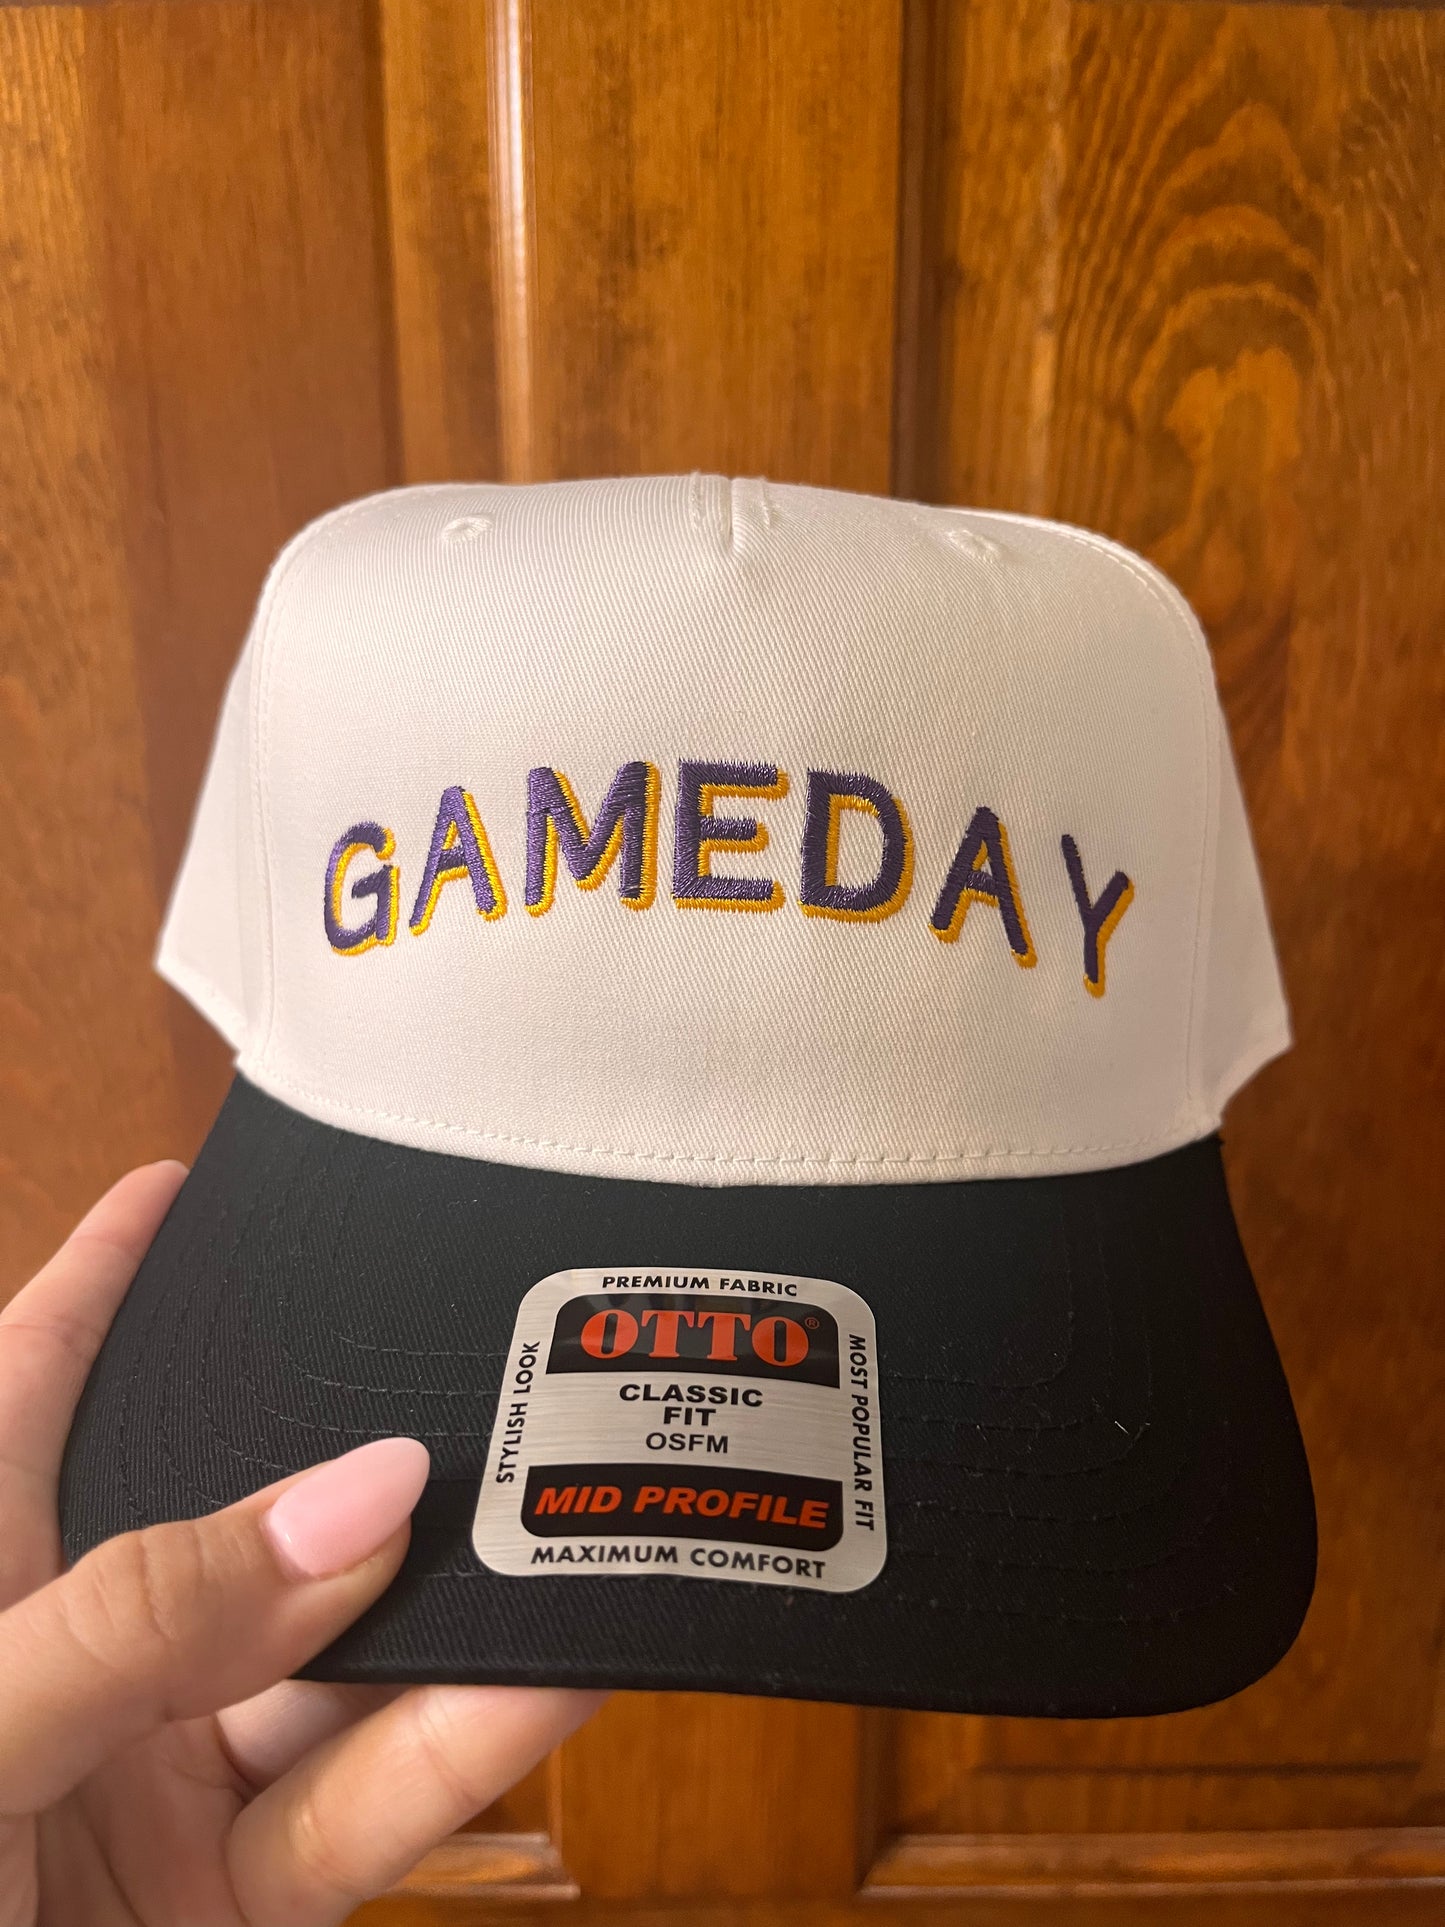 GAMEDAY
PREMIUM FABRIC
OTTO®
STYLISH LOOK
CLASSIC
FIT
OSFM
MOST POPULAR FIT
MID PROFILE
MAXIMUM COMFORT